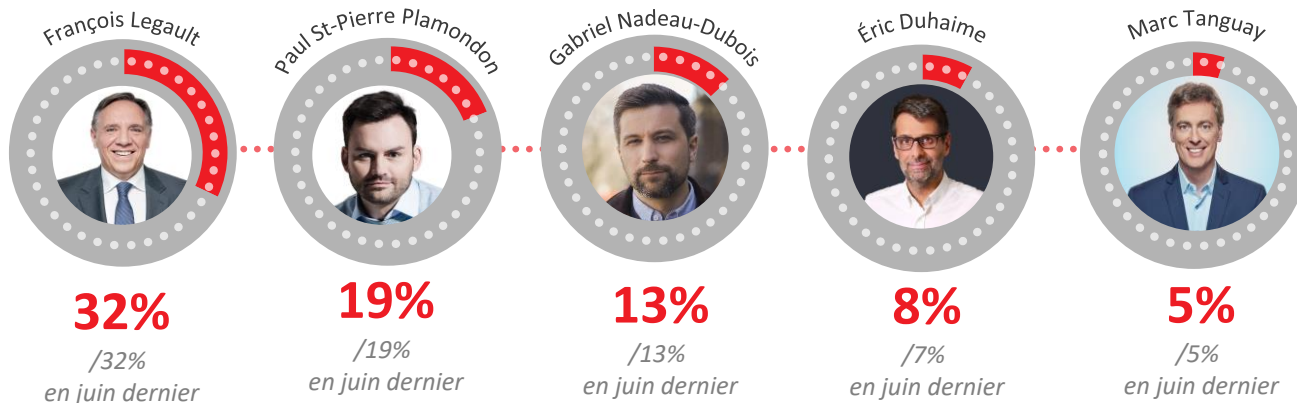 François Legault
Paul St-Pierre Plamondon
Gabriel Nadeau-Dubois
Éric Duhaime
Marc Tanguay
32%
19%
13%
8%
5%
/32%
/19%
/13%
/7%
/5%
en juin dernier
en juin dernier
en juin dernier
en juin dernier
en juin dernier